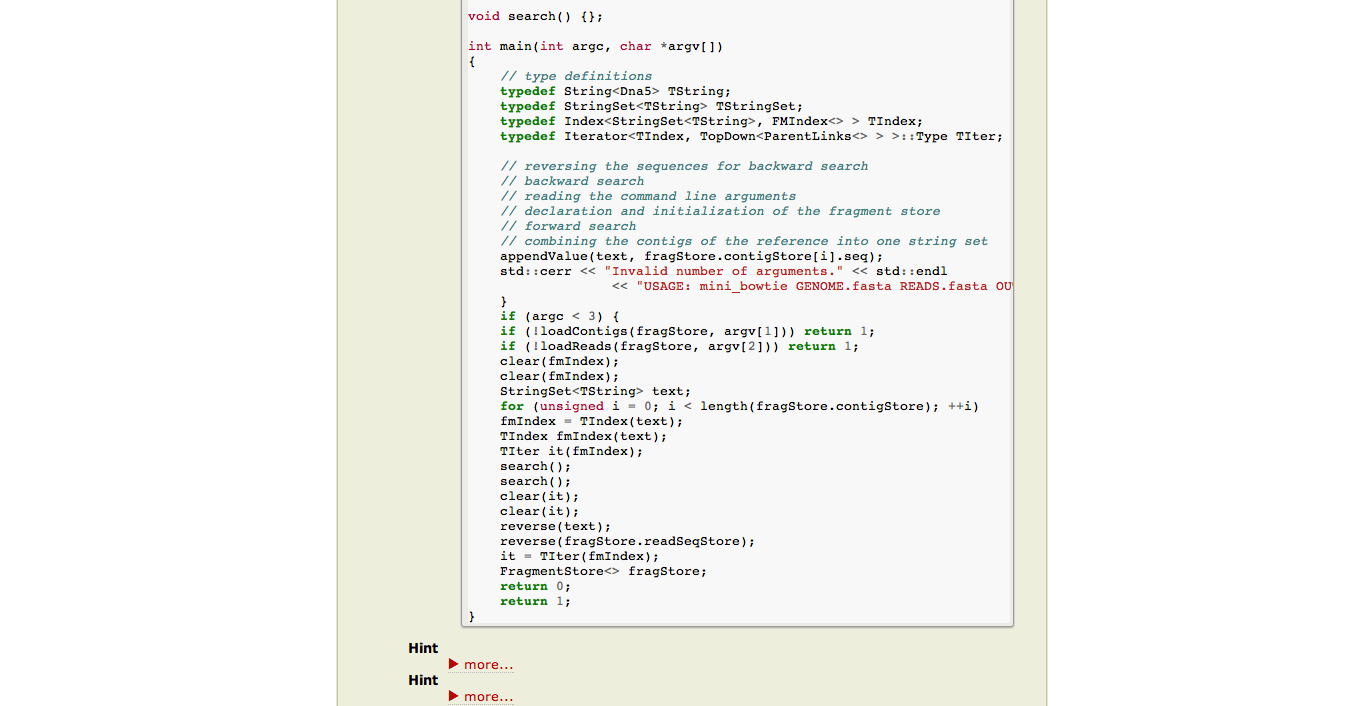 void search() {};
int main(int argc, char *argv[])
{
// type definitions
typedef String<Dna5> TString;
typedef StringSet<TString> TStringSet;
typedef Index<StringSet<TString>, FMIndex<> > TIndex;
typedef Iterator<TIndex, TopDown<ParentLinks<> > >::Type TIter;
// reversing the sequences for backward search
// backward search
// reading the command line arguments
// declaration and initialization of the fragment store
// forward search
// combining the contigs of the reference into one string set
appendValue(text, fragStore.contigStore[i].seq);
std::cerr << "Invalid number of arguments." << std::endl
<< "USAGE: mini_bowtie GENOME.fasta READS.fasta OU
}
if (argc < 3) {
if (!loadContigs(fragStore, argv[1])) return 1;
if (!loadReads(fragStore, argv[2])) return 1;
clear(fmIndex);
clear(fmIndex);
StringSet<TString> text;
for (unsigned i = 0; i < length(fragStore.contigStore); ++i)
fmIndex = TIndex(text);
TIndex fmIndex(text);
TIter it(fmIndex);
search();
search();
clear(it);
clear(it);
reverse(text);
reverse(fragStore.readSeqStore);
it = TIter(fmIndex);
FragmentStore<> fragStore;
return 0;
return 1;
}
Hint
more...
Hint
more...